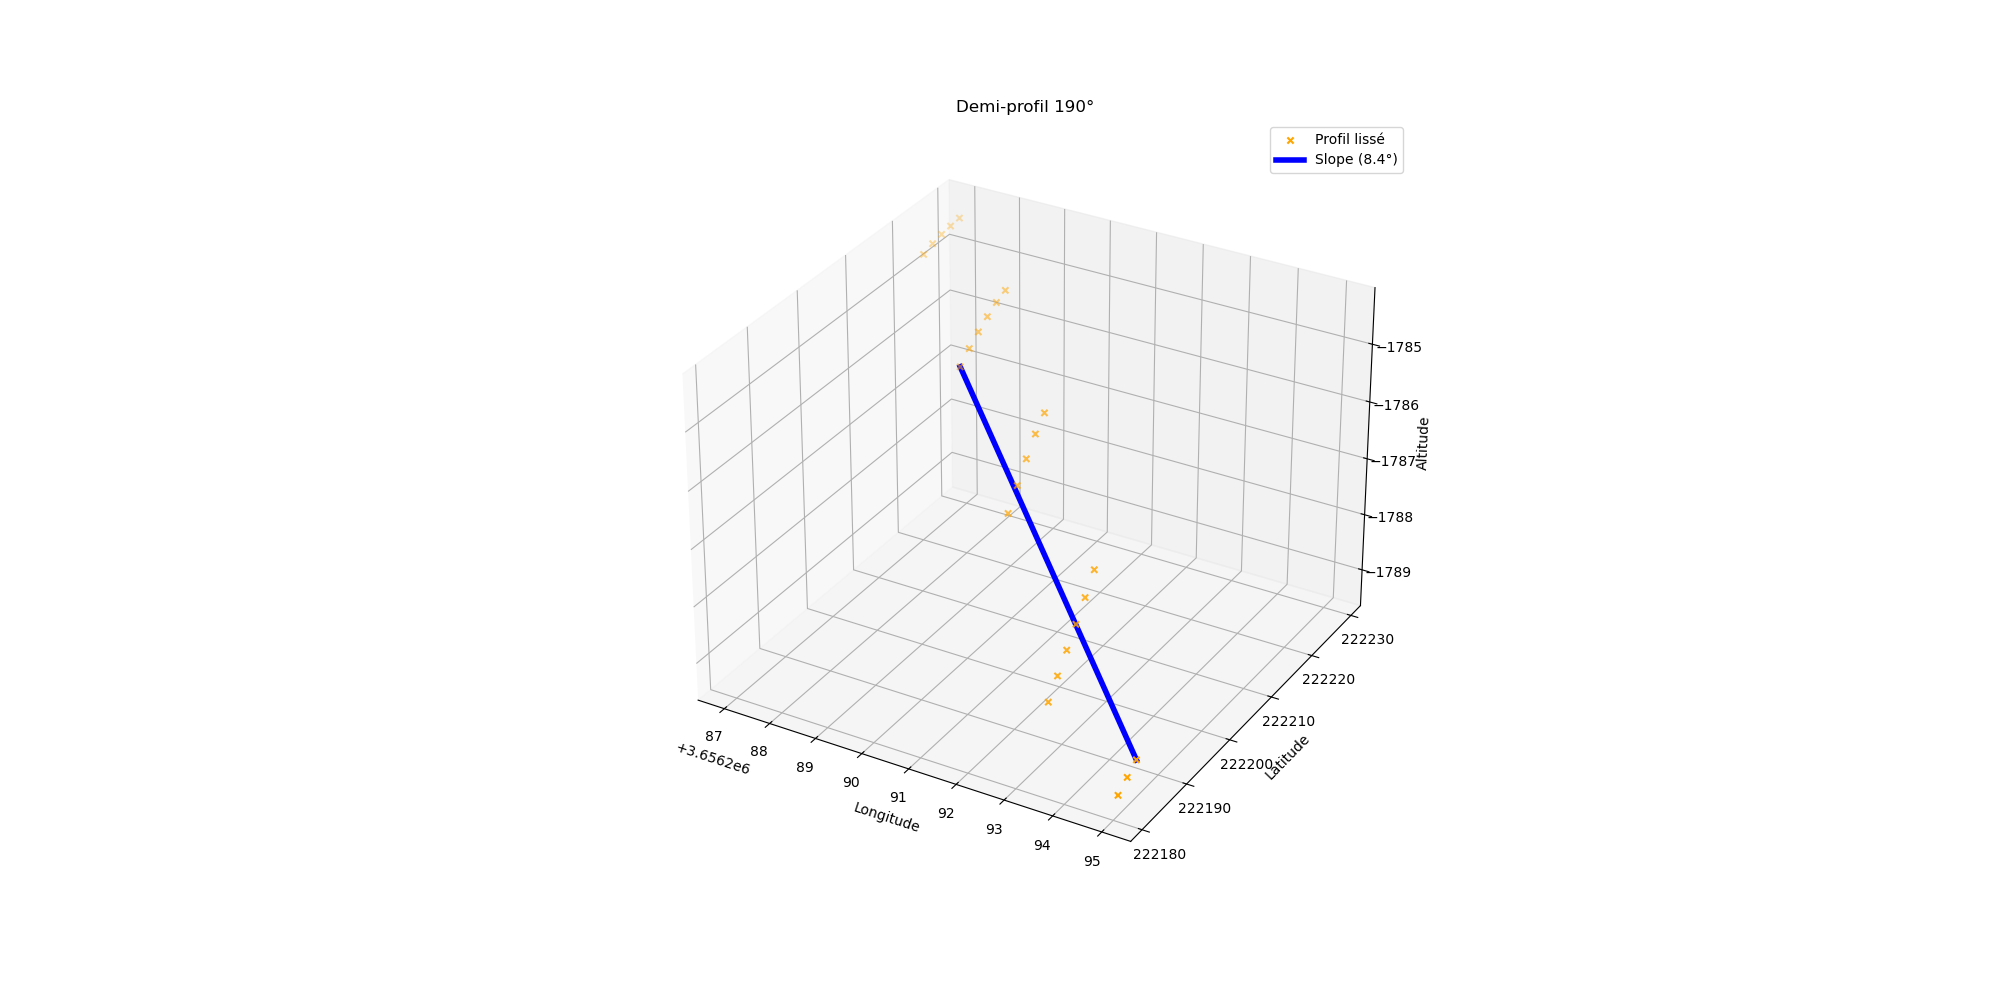 Demi-profil 190°
Profil lissé
Slope (8.4°)
−1785
−1786
−1787
−1788
−1789
Altitude
222230
222220
222210
222200
222190
222180
Latitude
87
88
89
90
91
92
93
94
95
+3.6562e6
Longitude